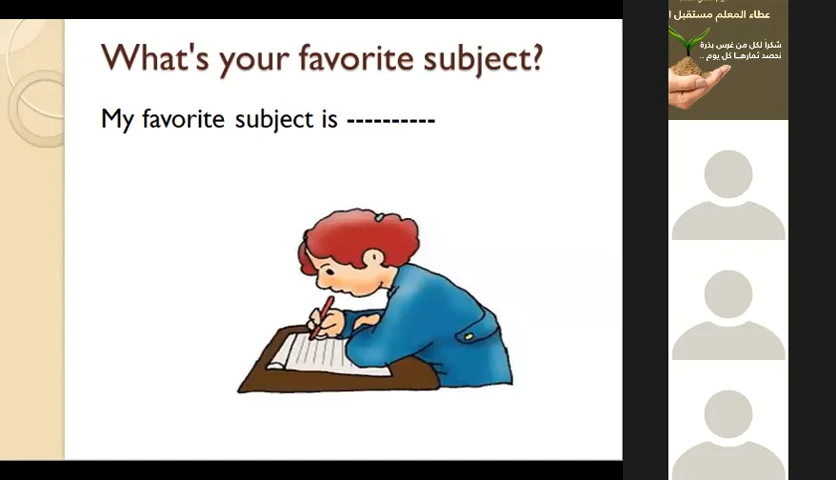 What's your favorite subject?
My favorite subject is ----------
عطاء المعلم مستقبل
شكراً لكل من غرس بذرة
نحصد ثمارهـا كل يوم ..